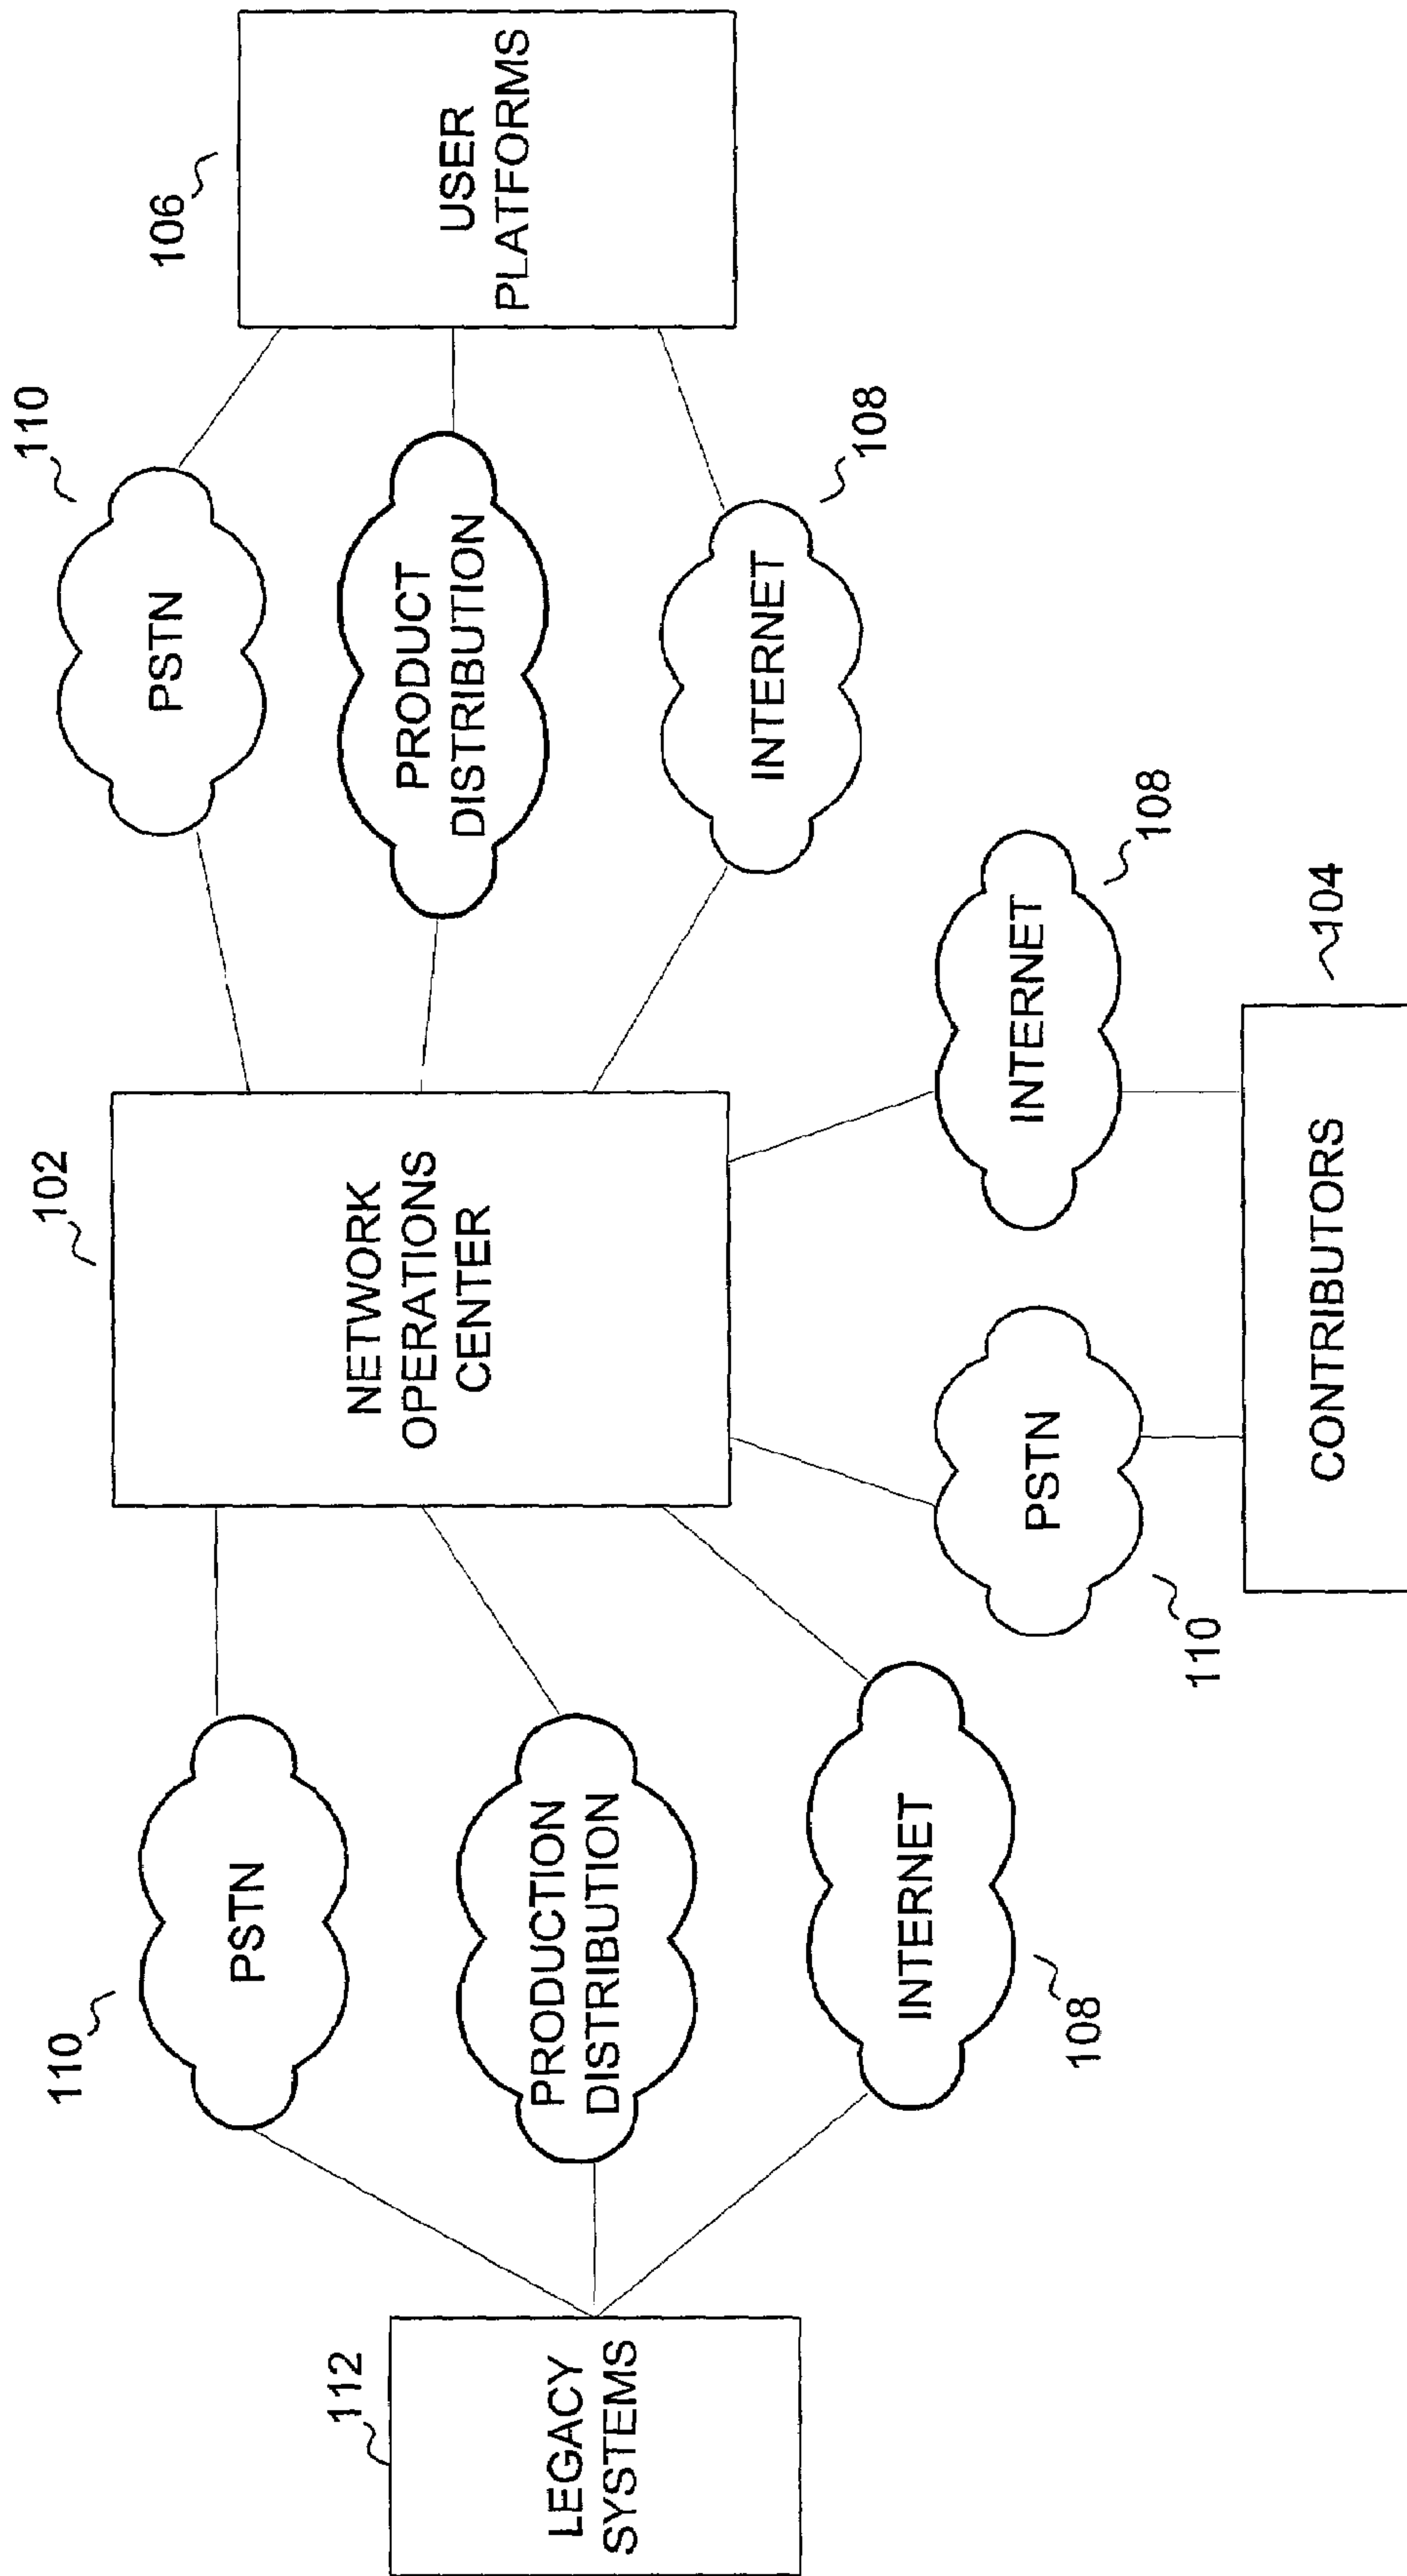 110
PSTN
PRODUCTION
DISTRIBUTION
INTERNET
108
112
LEGACY
SYSTEMS
102
NETWORK
OPERATIONS
CENTER
110
PSTN
PRODUCT
DISTRIBUTION
INTERNET
108
106
USER
PLATFORMS
PSTN
110
INTERNET
108
104
CONTRIBUTORS